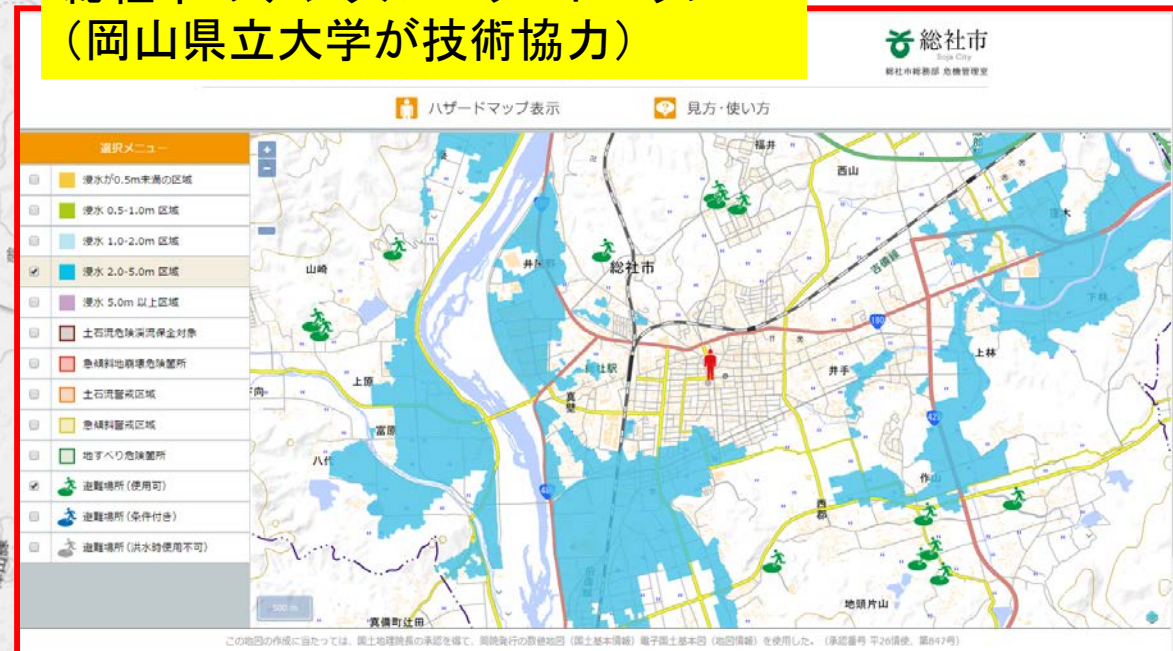 (岡山県立大学が技術協力)
総社市
Soja City
総社市総務部 危機管理室
ハザードマップ表示
見方・使い方
選択メニュー
浸水が0.5m未満の区域
浸水 0.5-1.0m 区域
浸水 1.0-2.0m 区域
浸水 2.0-5.0m 区域
浸水 5.0m 以上区域
土石流危険渓流保全対象
急傾斜地崩壊危険箇所
土石流警戒区域
急傾斜警戒区域
地すべり危険箇所
避難場所(使用可)
避難場所(条件付き)
避難場所(洪水時使用不可)
+
-
福井
西山
山崎
総社市
吉備線
下林
180
上林
井手
上原
真壁
富原
八代
作山
西郡
地頭片山
真備町辻田
500 m
この地図の作成に当たっては、国土地理院長の承認を得て、同院発行の数値地図(国土基本情報)電子国土基本図(地図情報)を使用した。(承認番号 平26情使、第847号)